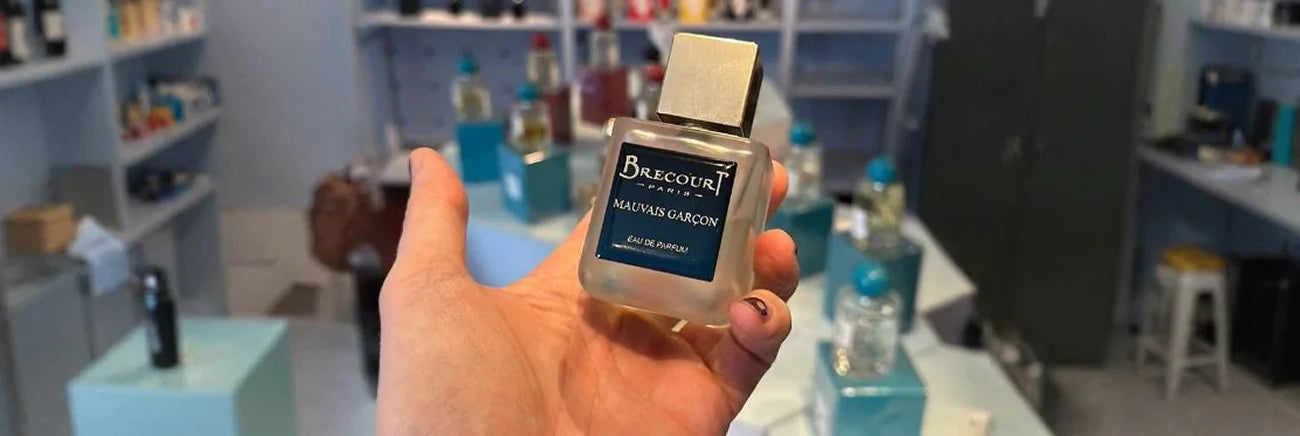 BRECOURT
PARIS
MAUVAIS GARÇON
EAU DE PARFUM